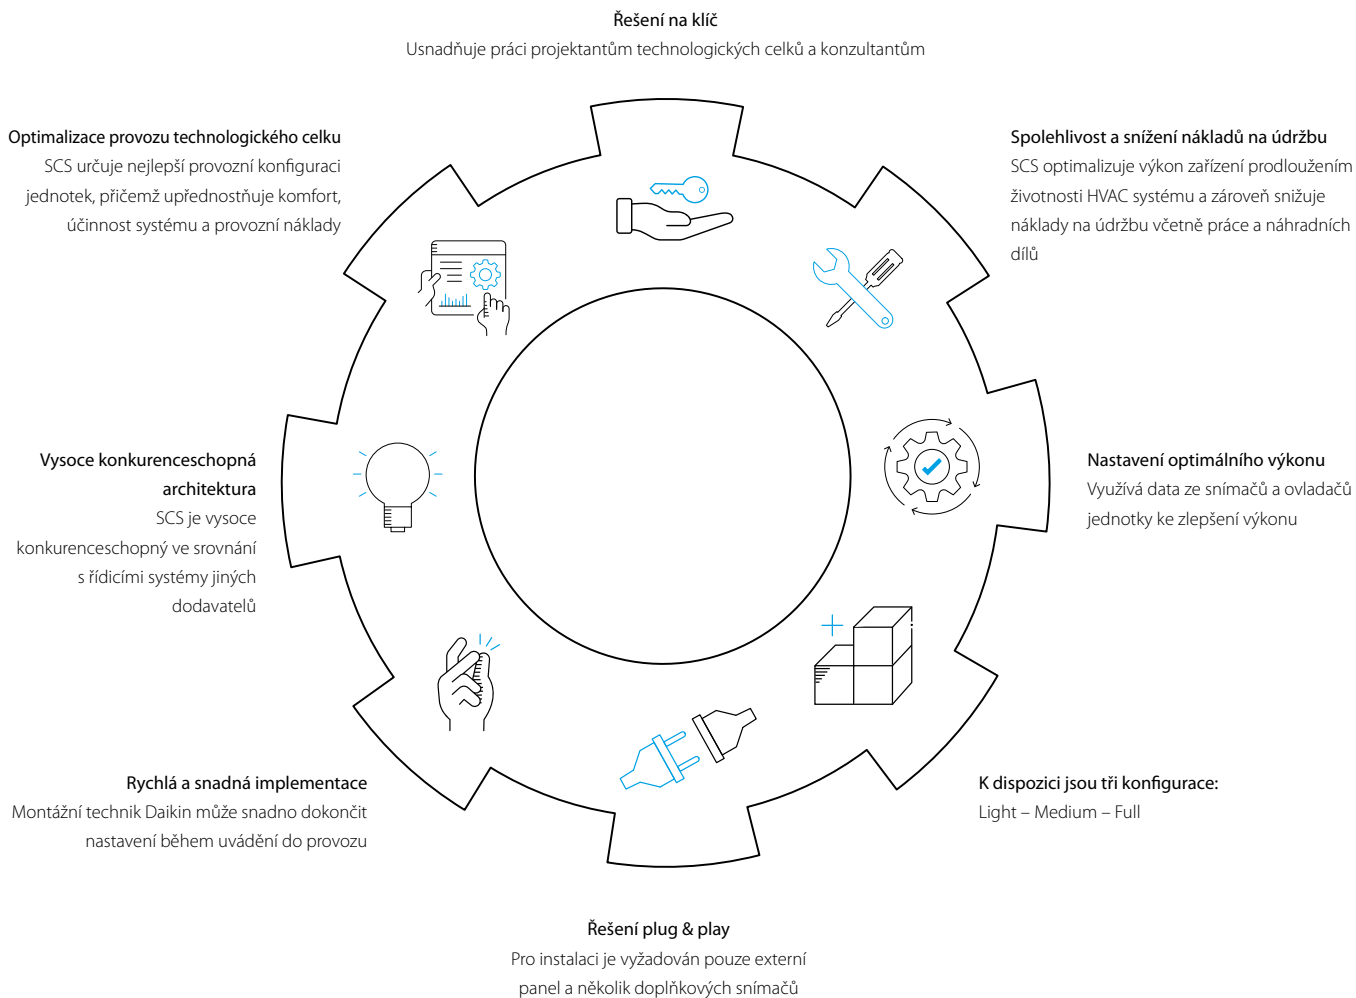 Řešení na klíč
Usnadňuje práci projektantům technologických celků a konzultantům
Optimalizace provozu technologického celku
SCS určuje nejlepší provozní konfiguraci
jednotek, přičemž upřednostňuje komfort,
účinnost systému a provozní náklady
Spolehlivost a snížení nákladů na údržbu
SCS optimalizuje výkon zařízení prodloužením
životnosti HVAC systému a zároveň snižuje
náklady na údržbu včetně práce a náhradních
dílů
Vysoce konkurenceschopná
architektura
SCS je vysoce
konkurenceschopný ve srovnání
s řídicími systémy jiných
dodavatelů
Nastavení optimálního výkonu
Využívá data ze snímačů a ovladačů
jednotky ke zlepšení výkonu
Rychlá a snadná implementace
Montážní technik Daikin může snadno dokončit
nastavení během uvádění do provozu
K dispozici jsou tři konfigurace:
Light – Medium – Full
Řešení plug & play
Pro instalaci je vyžadován pouze externí
panel a několik doplňkových snímačů